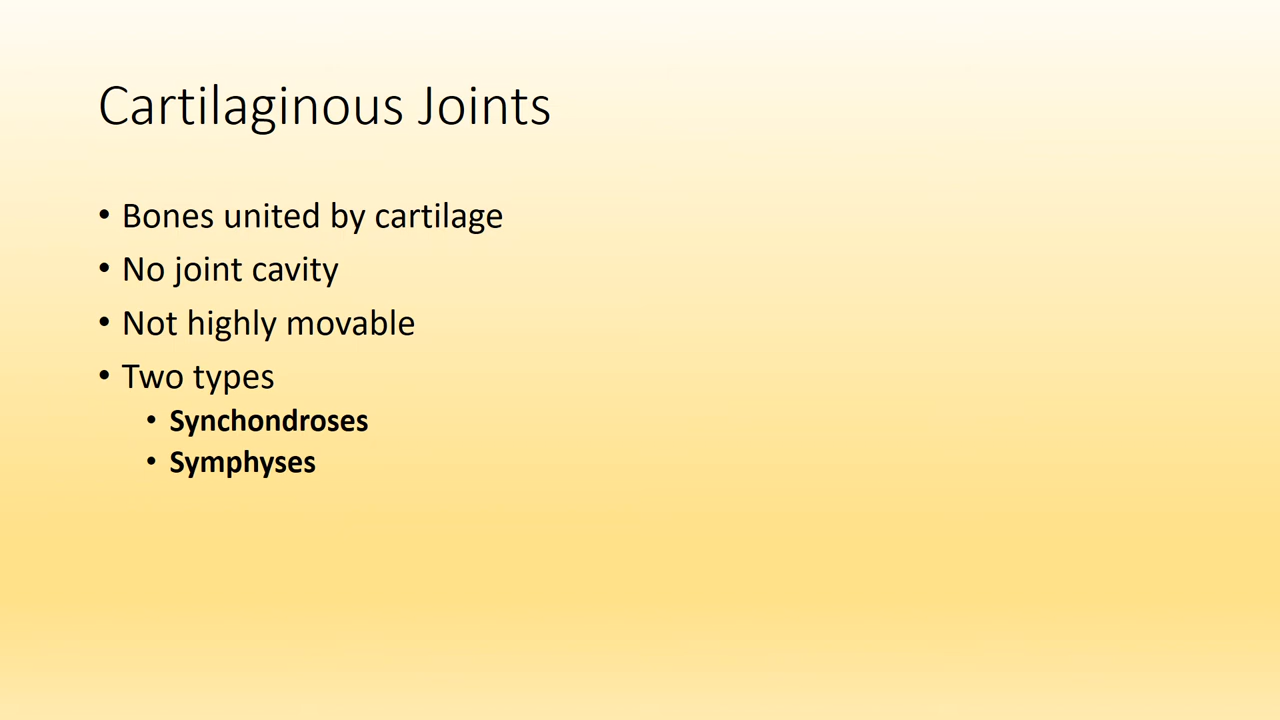 Cartilaginous Joints
• Bones united by cartilage
• No joint cavity
• Not highly movable
• Two types
• Synchondroses
• Symphyses